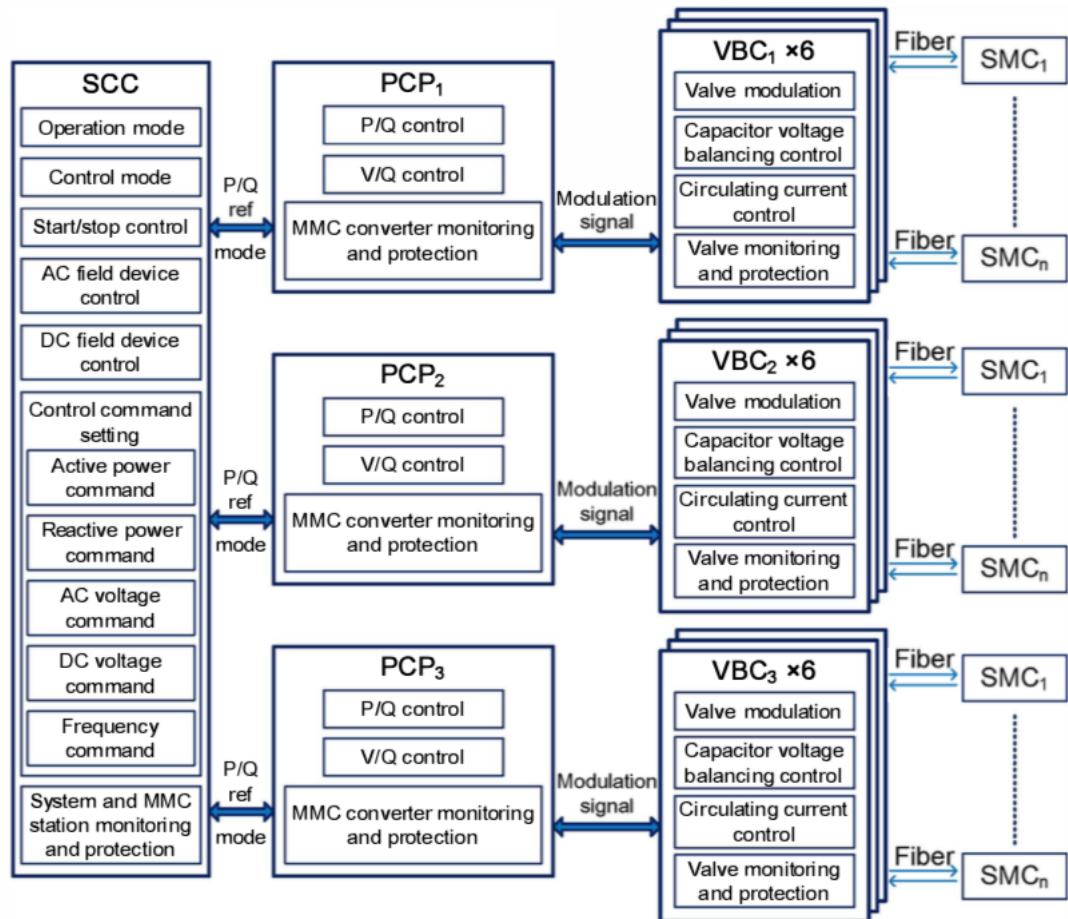 SCC
Operation mode
Control mode
Start/stop control
AC field device
control
DC field device
control
Control command
setting
Active power
command
Reactive power
command
AC voltage
command
DC voltage
command
Frequency
command
System and MMC
station monitoring
and protection
P/Q
ref
mode
PCP₁
P/Q control
V/Q control
MMC converter monitoring
and protection
Modulation
signal
VBC₁ ×6
Valve modulation
Capacitor voltage
balancing control
Circulating current
control
Valve monitoring
and protection
Fiber
SMC₁
Fiber
SMCₙ
P/Q
ref
mode
PCP₂
P/Q control
V/Q control
MMC converter monitoring
and protection
Modulation
signal
VBC₂ ×6
Valve modulation
Capacitor voltage
balancing control
Circulating current
control
Valve monitoring
and protection
Fiber
SMC₁
Fiber
SMCₙ
P/Q
ref
mode
PCP₃
P/Q control
V/Q control
MMC converter monitoring
and protection
Modulation
signal
VBC₃ ×6
Valve modulation
Capacitor voltage
balancing control
Circulating current
control
Valve monitoring
and protection
Fiber
SMC₁
Fiber
SMCₙ